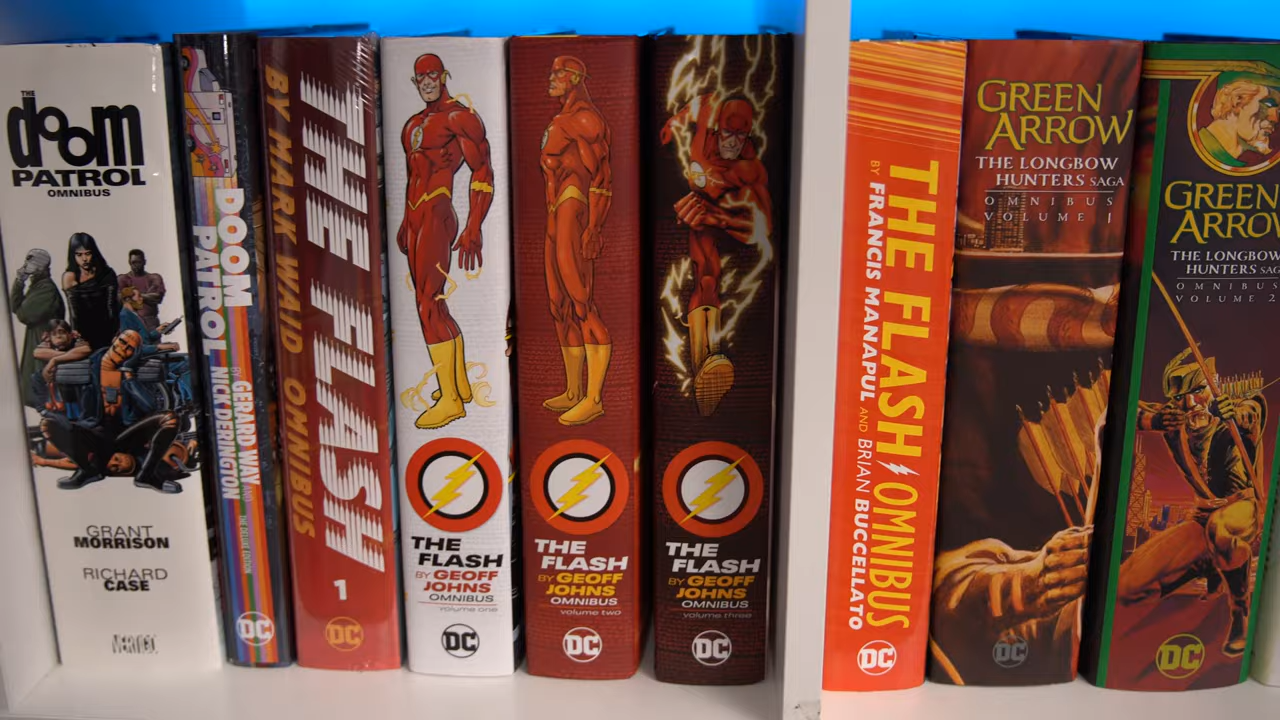 THE
doom
PATROL
OMNIBUS
GRANT
MORRISON
RICHARD
CASE
VERTIGO
DOOM
PATROL
BY GERARD WAY AND
NICK DERINGTON
THE DELUXE EDITION
DC
THE FLASH
BY MARK WAID OMNIBUS
1
DC
THE
FLASH
BY GEOFF
JOHNS
OMNIBUS
volume one
DC
THE
FLASH
BY GEOFF
JOHNS
OMNIBUS
volume two
DC
THE
FLASH
BY GEOFF
JOHNS
OMNIBUS
volume three
DC
THE FLASH OMNIBUS
BY FRANCIS MANAPUL AND BRIAN BUCCELLATO
DC
GREEN
ARROW
THE LONGBOW
HUNTERS SAGA
OMNIBUS
VOLUME 1
DC
GREEN
ARROW
THE LONGBOW
HUNTERS SAGA
OMNIBUS
VOLUME 2
DC